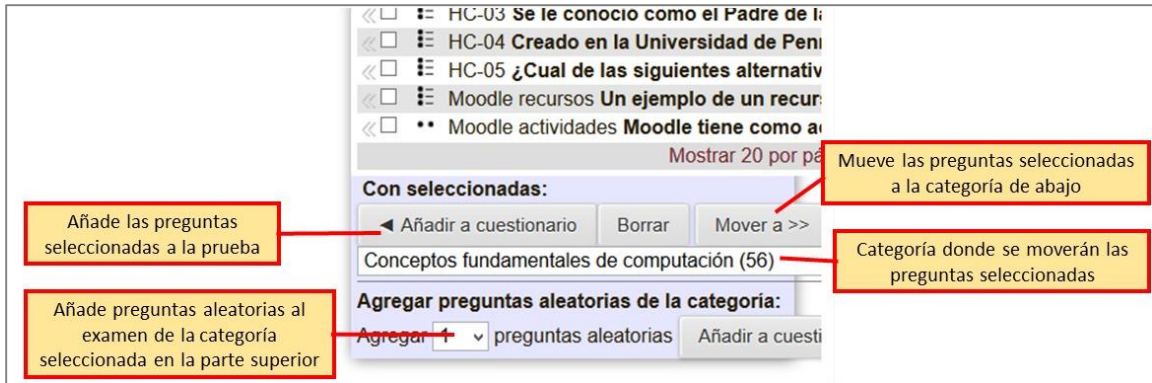 HC-03 Se le conoció como el Padre de la
HC-04 Creado en la Universidad de Penn
HC-05 ¿Cual de las siguientes alternativ
Moodle recursos Un ejemplo de un recurs
Moodle actividades Moodle tiene como ac
Mostrar 20 por pá
Mueve las preguntas seleccionadas
a la categoría de abajo
Con seleccionadas:
Añade las preguntas
seleccionadas a la prueba
◄ Añadir a cuestionario Borrar Mover a >>
Conceptos fundamentales de computación (56)
Categoría donde se moverán las
preguntas seleccionadas
Agregar preguntas aleatorias de la categoría:
Añade preguntas aleatorias al
examen de la categoría
seleccionada en la parte superior
Agregar 1 preguntas aleatorias Añadir a cuesti